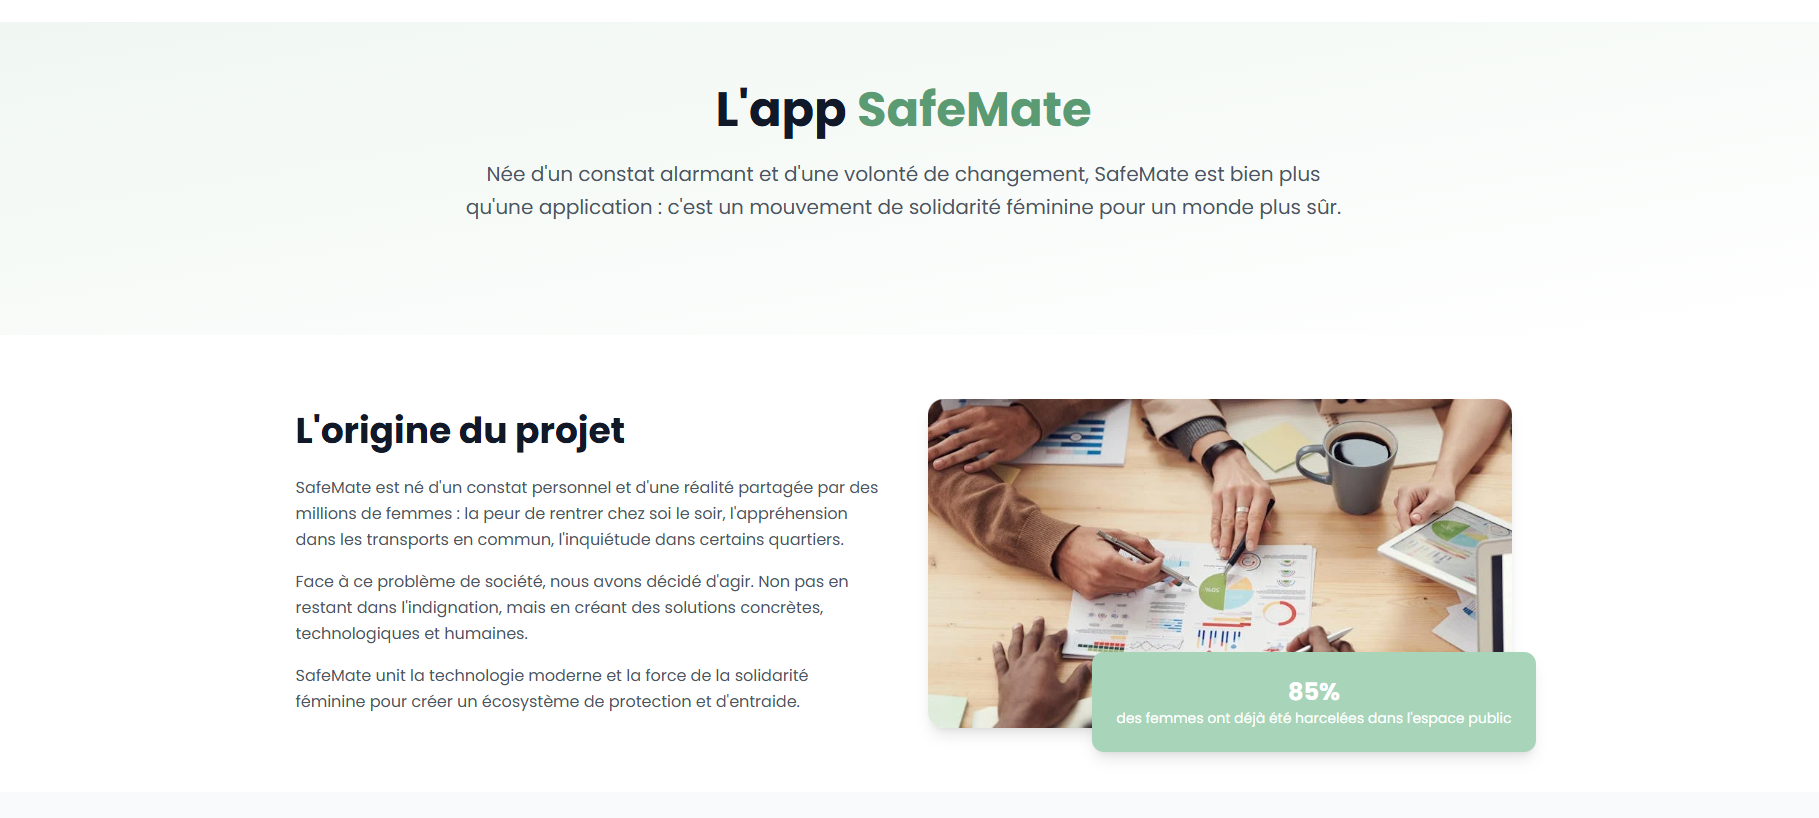 L'app SafeMate
Née d'un constat alarmant et d'une volonté de changement, SafeMate est bien plus
qu'une application : c'est un mouvement de solidarité féminine pour un monde plus sûr.
L'origine du projet
SafeMate est né d'un constat personnel et d'une réalité partagée par des
millions de femmes : la peur de rentrer chez soi le soir, l'appréhension
dans les transports en commun, l'inquiétude dans certains quartiers.
Face à ce problème de société, nous avons décidé d'agir. Non pas en
restant dans l'indignation, mais en créant des solutions concrètes,
technologiques et humaines.
SafeMate unit la technologie moderne et la force de la solidarité
féminine pour créer un écosystème de protection et d'entraide.
85%
des femmes ont déjà été harcelées dans l'espace public